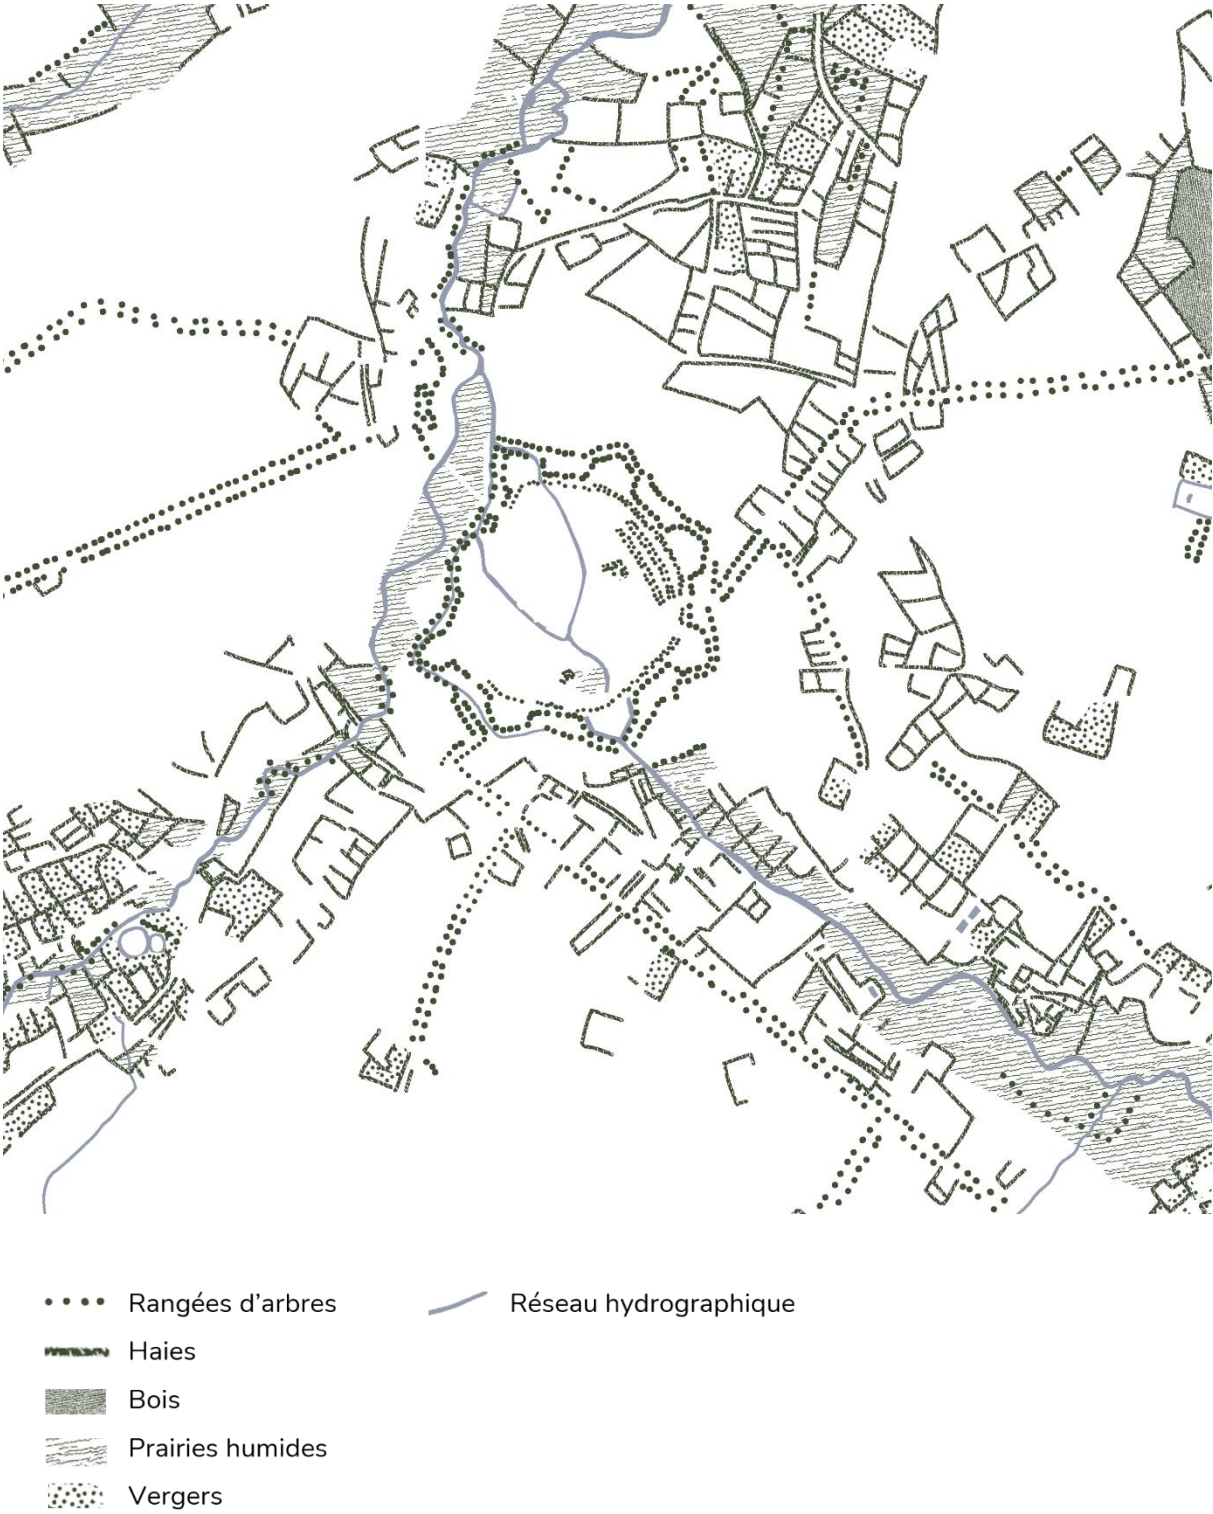 Rangées d’arbres
Réseau hydrographique
Haies
Bois
Prairies humides
Vergers